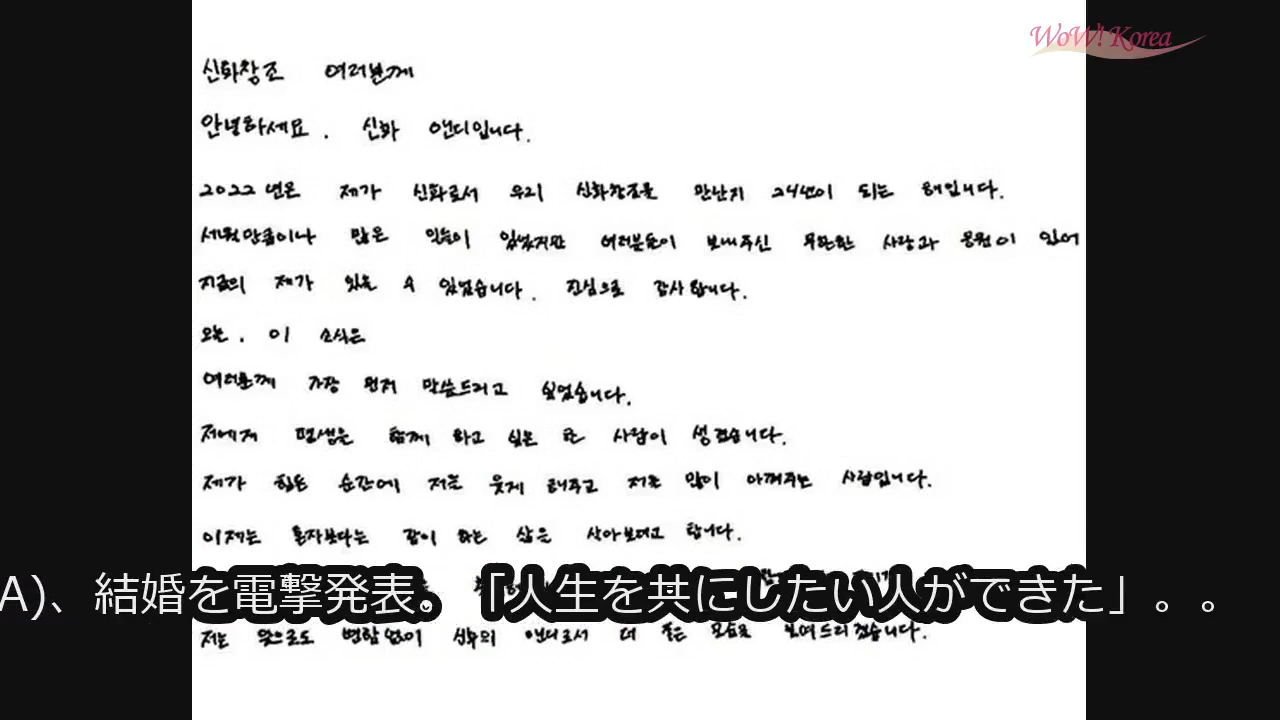 WoW! Korea
신화창조 여러분께
안녕하세요. 신화 앤디입니다.
2022년은 제가 신화로서 우리 신화창조를 만난지 24년이 되는 해입니다.
세월만큼이나 많은 일들이 있었지만 여러분들이 보내주신 무한한 사랑과 응원이 있어
지금의 제가 있을 수 있었습니다. 진심으로 감사합니다.
오늘. 이 소식은
여러분께 가장 먼저 말씀드리고 싶었습니다.
저에게 평생을 함께 하고 싶은 한 사람이 생겼습니다.
제가 힘든 순간에 저를 웃게 해주고 저를 많이 아껴주는 사람입니다.
이제는 혼자보다는 같이 하는 삶을 살아보려고 합니다.
A)、結婚を電撃発表。「人生を共にしたい人ができた」。。
저는 앞으로도 변함없이 신화의 앤디로서 더 좋은 모습을 보여드리겠습니다.